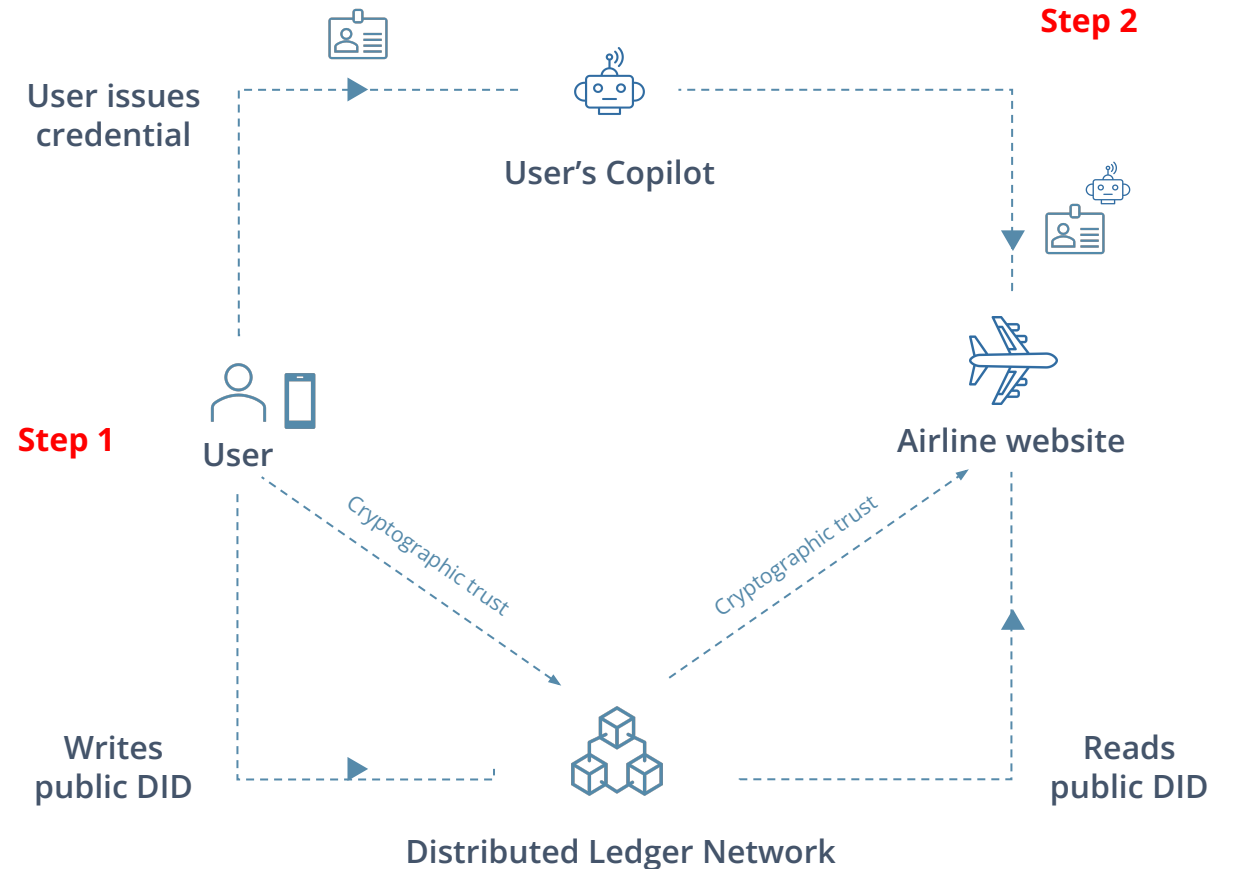 Step 2
User issues
credential
User’s Copilot
Step 1
User
Airline website
Cryptographic trust
Cryptographic trust
Writes
public DID
Reads
public DID
Distributed Ledger Network